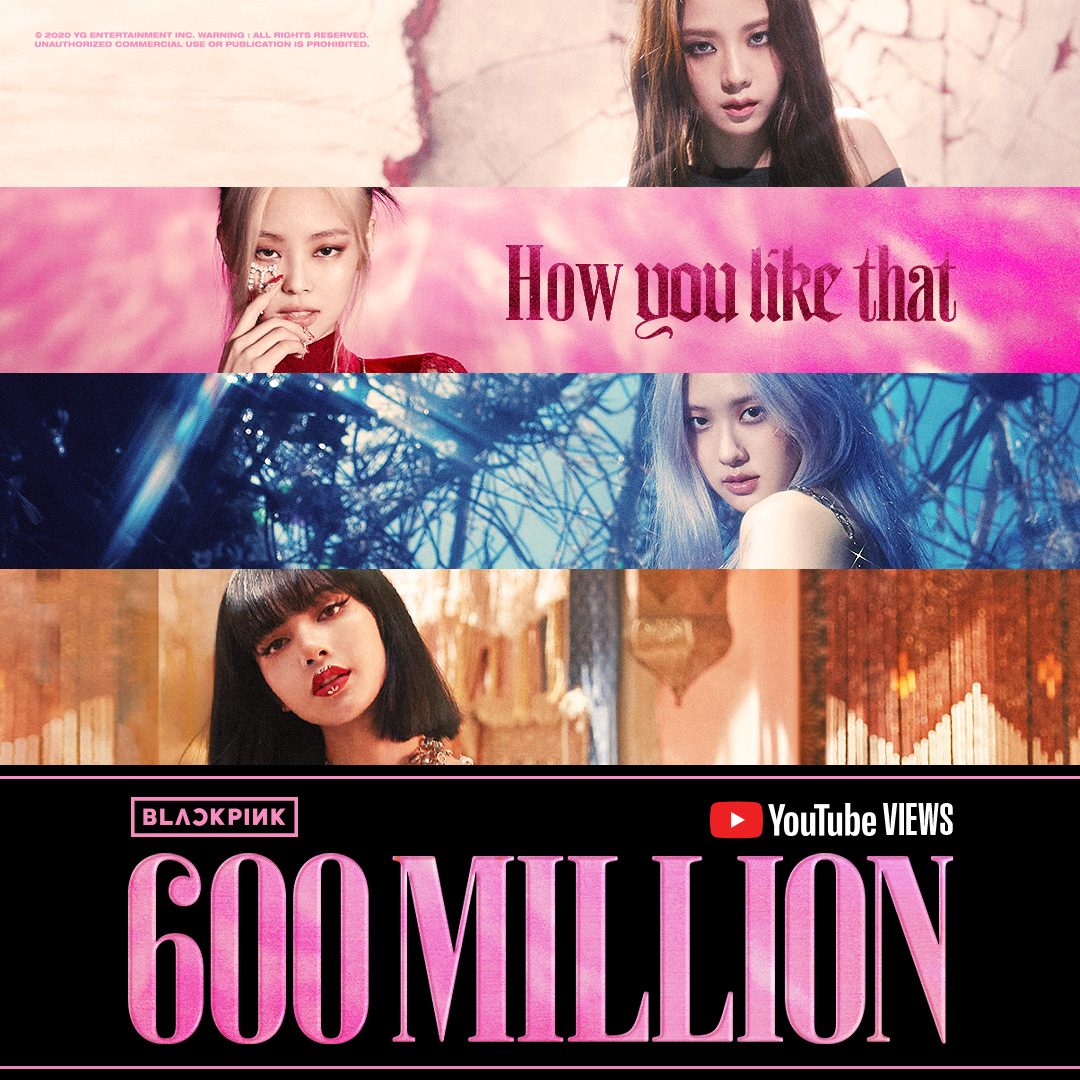 © 2020 YG ENTERTAINMENT INC. WARNING : ALL RIGHTS RESERVED.
UNAUTHORIZED COMMERCIAL USE OR PUBLICATION IS PROHIBITED.
How you like that
BLACKPINK
YouTube VIEWS
600 MILLION